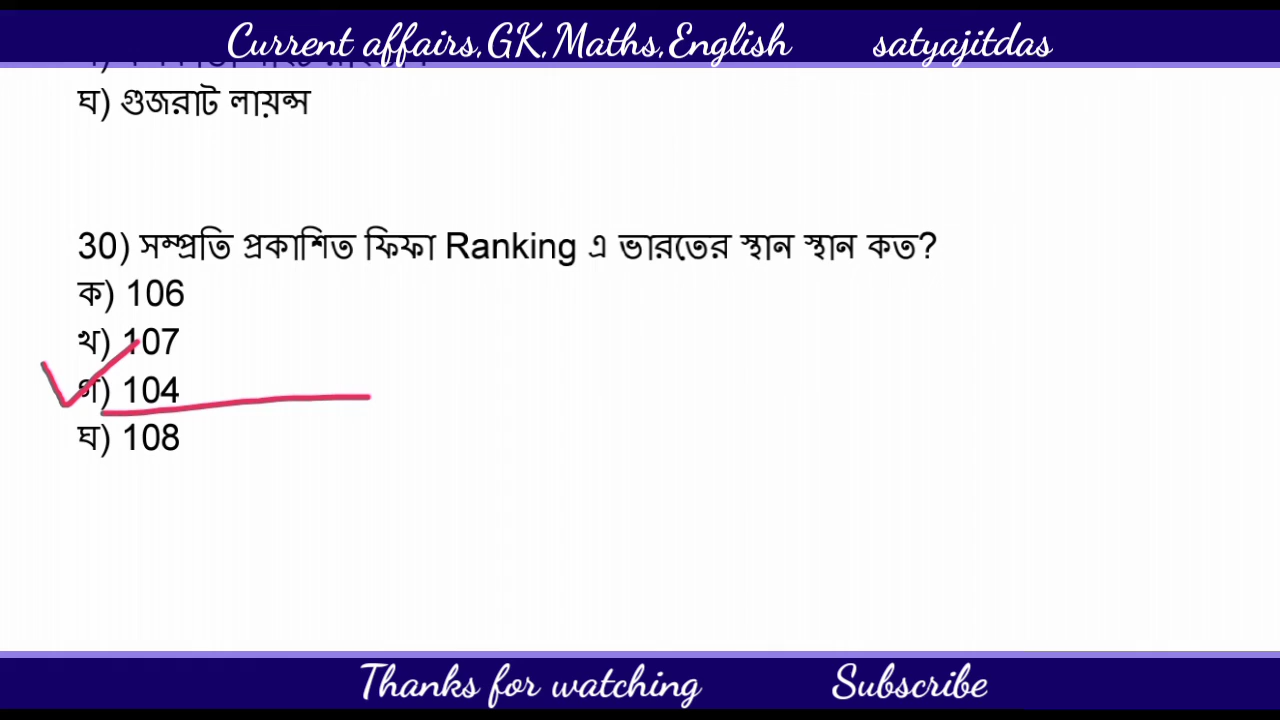 Current affairs,GK,Maths,English satyajitdas
ঘ) গুজরাট লায়ন্স
30) সম্প্রতি প্রকাশিত ফিফা Ranking এ ভারতের স্থান স্থান কত?
ক) 106
খ) 107
গ) 104
ঘ) 108
Thanks for watching Subscribe